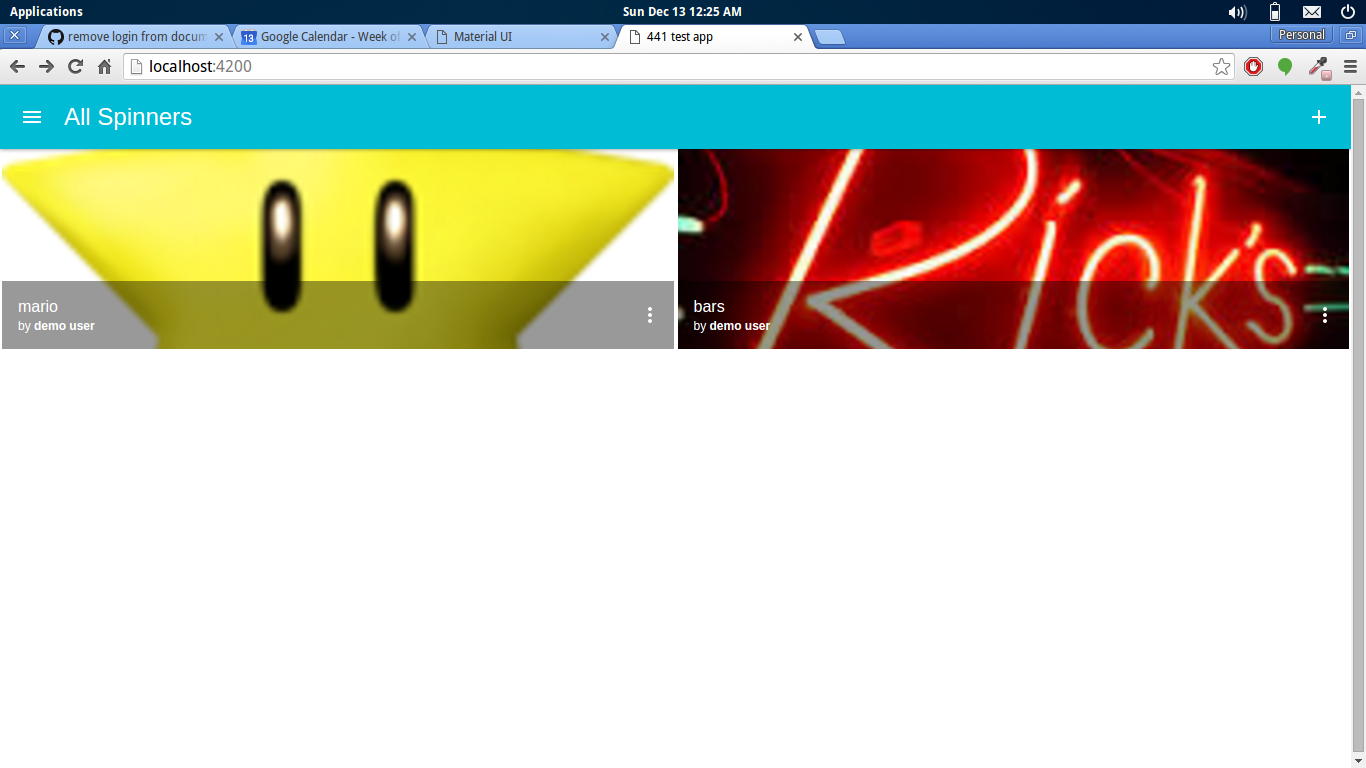 Applications
Sun Dec 13 12:25 AM
remove login from docum
13
Google Calendar - Week of
Material UI
441 test app
Personal
localhost:4200
All Spinners
Rick's
mario
by demo user
bars
by demo user